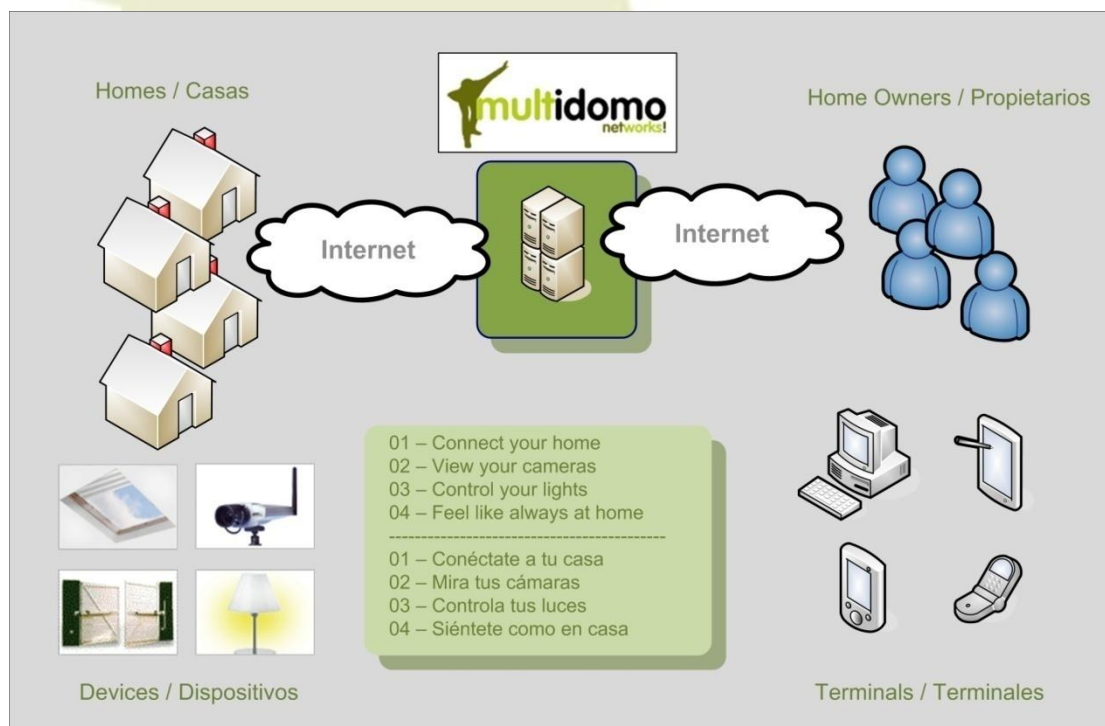 Homes / Casas
multidomo
networks!
Home Owners / Propietarios
Internet
Internet
01 – Connect your home
02 – View your cameras
03 – Control your lights
04 – Feel like always at home
-------------------------------------------
01 – Conéctate a tu casa
02 – Mira tus cámaras
03 – Controla tus luces
04 – Siéntete como en casa
Devices / Dispositivos
Terminals / Terminales